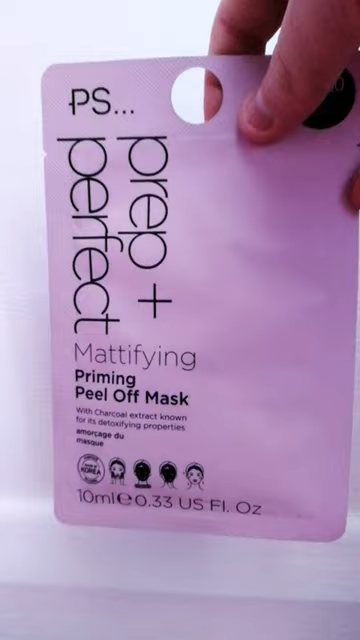 PS...
prep +
perfect
Mattifying
Priming
Peel Off Mask
With Charcoal extract known
for its detoxifying properties
amorçage du
masque
KOREA
10ml℮0.33 US Fl. Oz